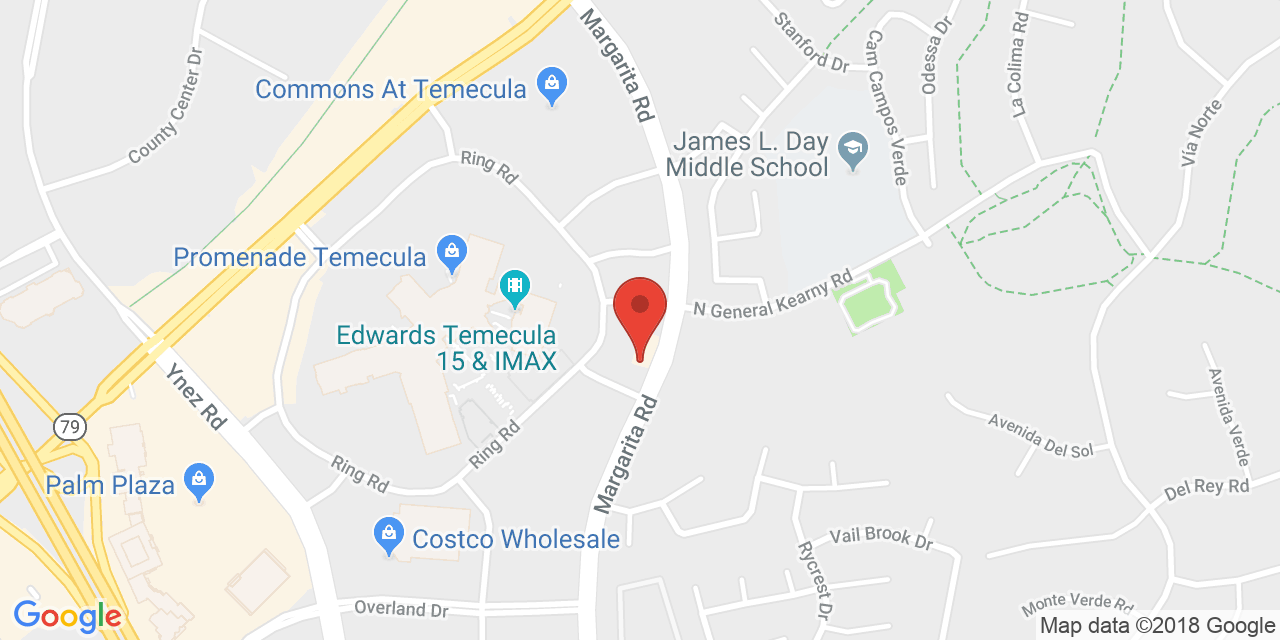 Margarita Rd
Stanford Dr
Cam Campos Verde
Odessa Dr
La Colima Rd
County Center Dr
Commons At Temecula
Vía Norte
James L. Day
Middle School
Ring Rd
Promenade Temecula
N General Kearny Rd
Edwards Temecula
15 & IMAX
Ynez Rd
Avenida Verde
79
Margarita Rd
Avenida Del Sol
Ring Rd
Ring Rd
Palm Plaza
Del Rey Rd
Costco Wholesale
Vail Brook Dr
Rycrest Dr
Overland Dr
Monte Verde Rd
Google
Map data ©2018 Google